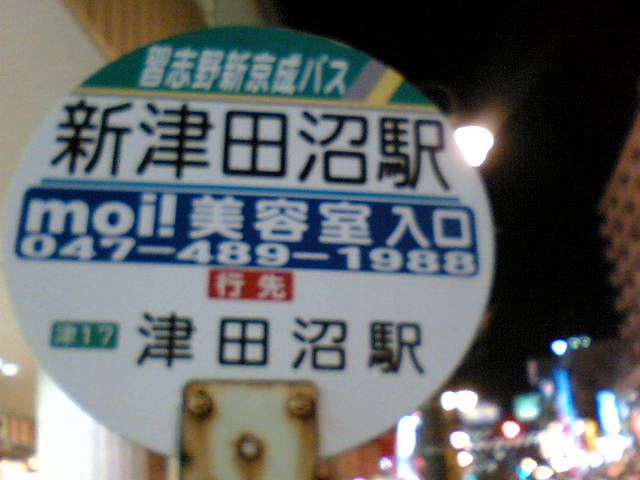 習志野新京成バス
新津田沼駅
moi!美容室入口
047-489-1988
行先
津17 津田沼駅